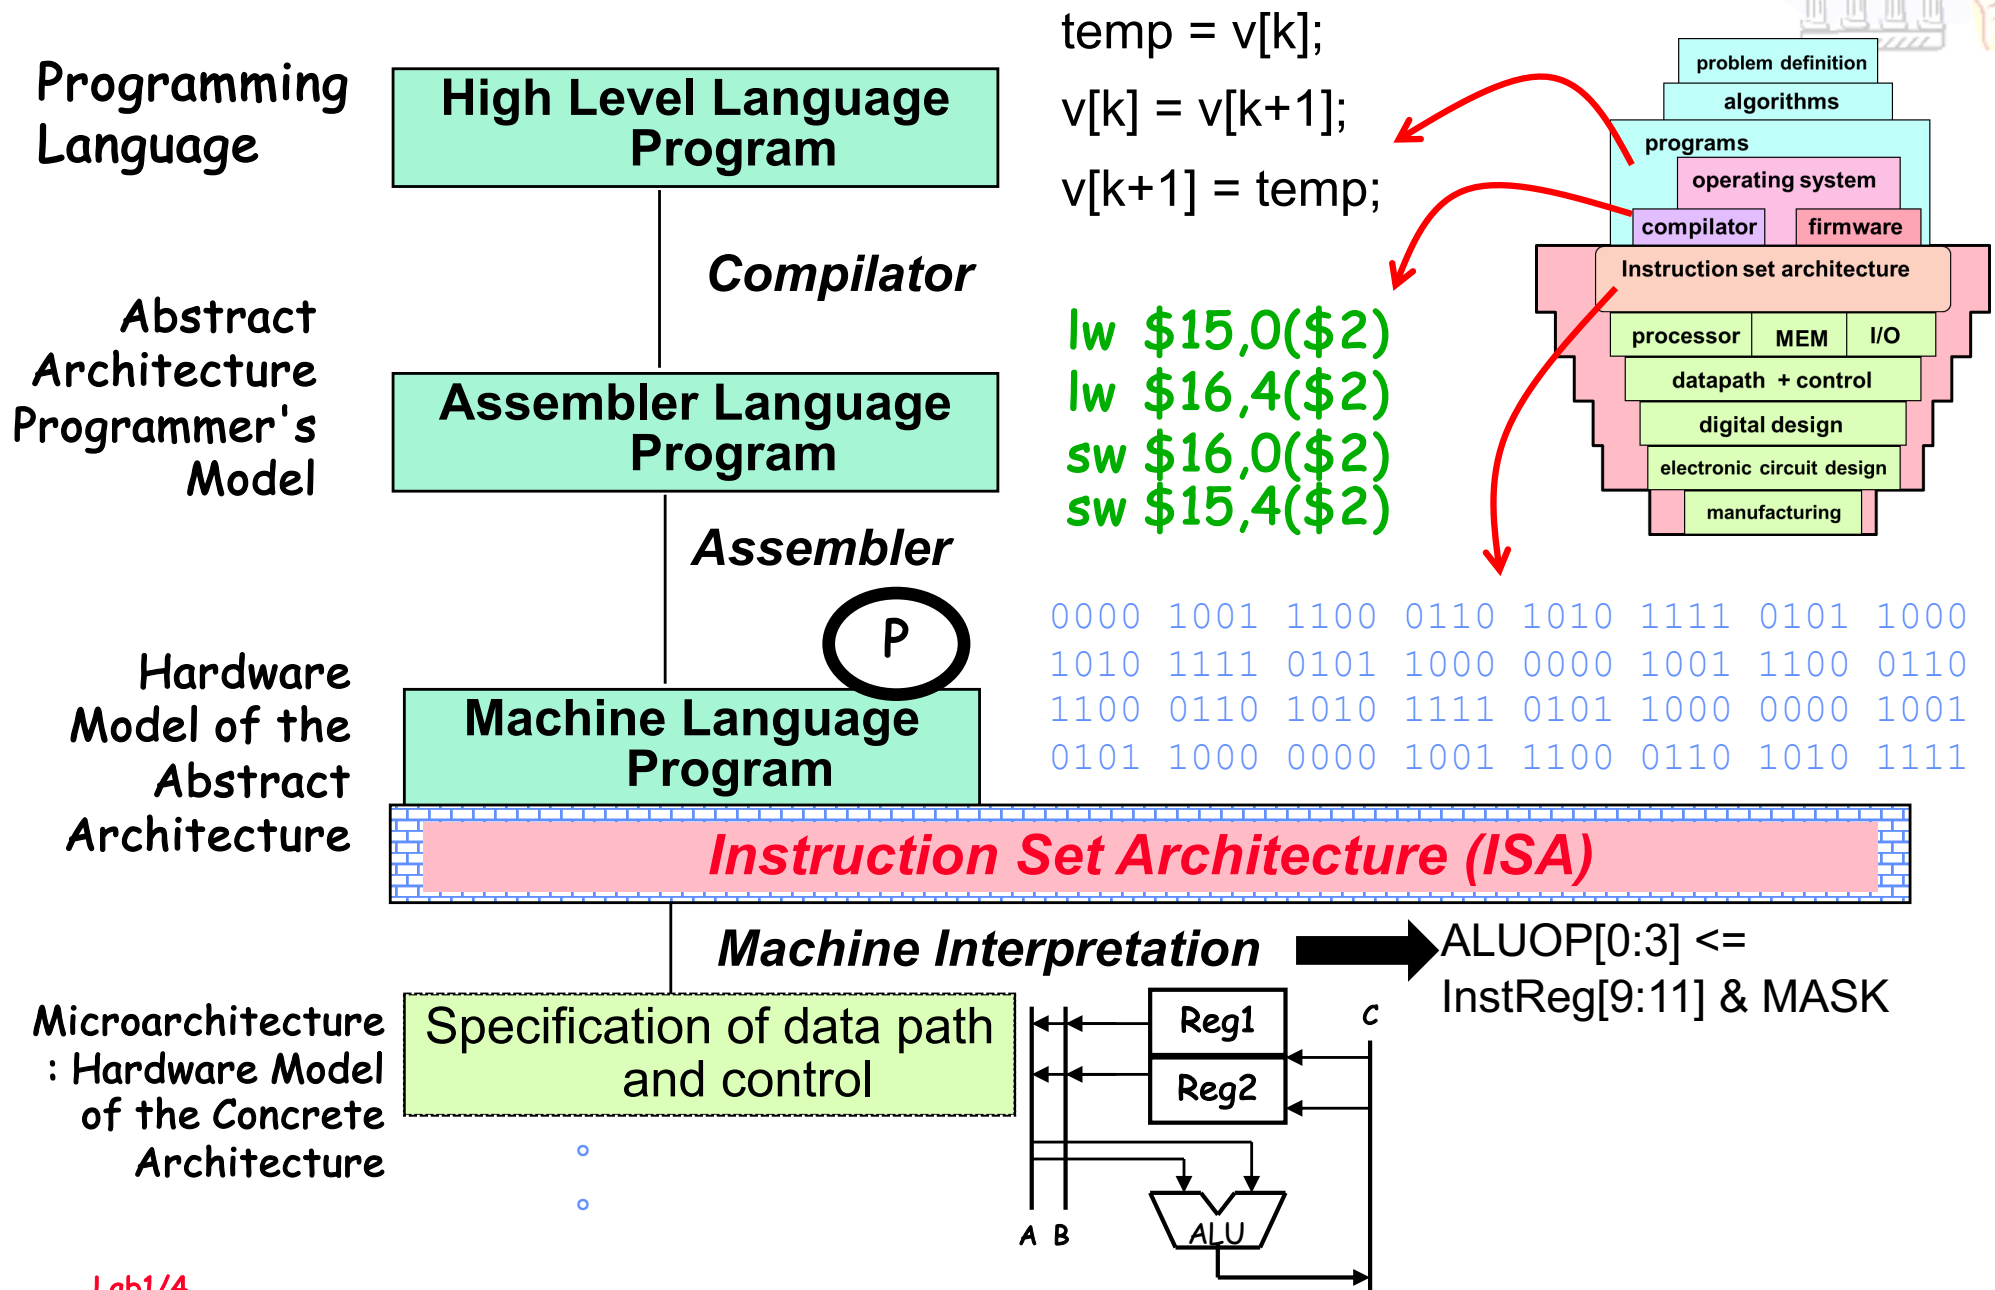 Programming
Language
High Level Language
Program
temp = v[k];
v[k] = v[k+1];
v[k+1] = temp;
problem definition
algorithms
programs
operating system
compilator
firmware
Instruction set architecture
processor
MEM
I/O
datapath + control
digital design
electronic circuit design
manufacturing
Compilator
Abstract
Architecture
Programmer's
Model
Assembler Language
Program
lw $15,0($2)
lw $16,4($2)
sw $16,0($2)
sw $15,4($2)
Assembler
P
Hardware
Model of the
Abstract
Architecture
Machine Language
Program
0000 1001 1100 0110 1010 1111 0101 1000
1010 1111 0101 1000 0000 1001 1100 0110
1100 0110 1010 1111 0101 1000 0000 1001
0101 1000 0000 1001 1100 0110 1010 1111
Instruction Set Architecture (ISA)
Machine Interpretation
ALUOP[0:3] <=
InstReg[9:11] & MASK
Microarchitecture
: Hardware Model
of the Concrete
Architecture
Specification of data path
and control
Reg1
Reg2
C
A B
ALU
Lab1/4